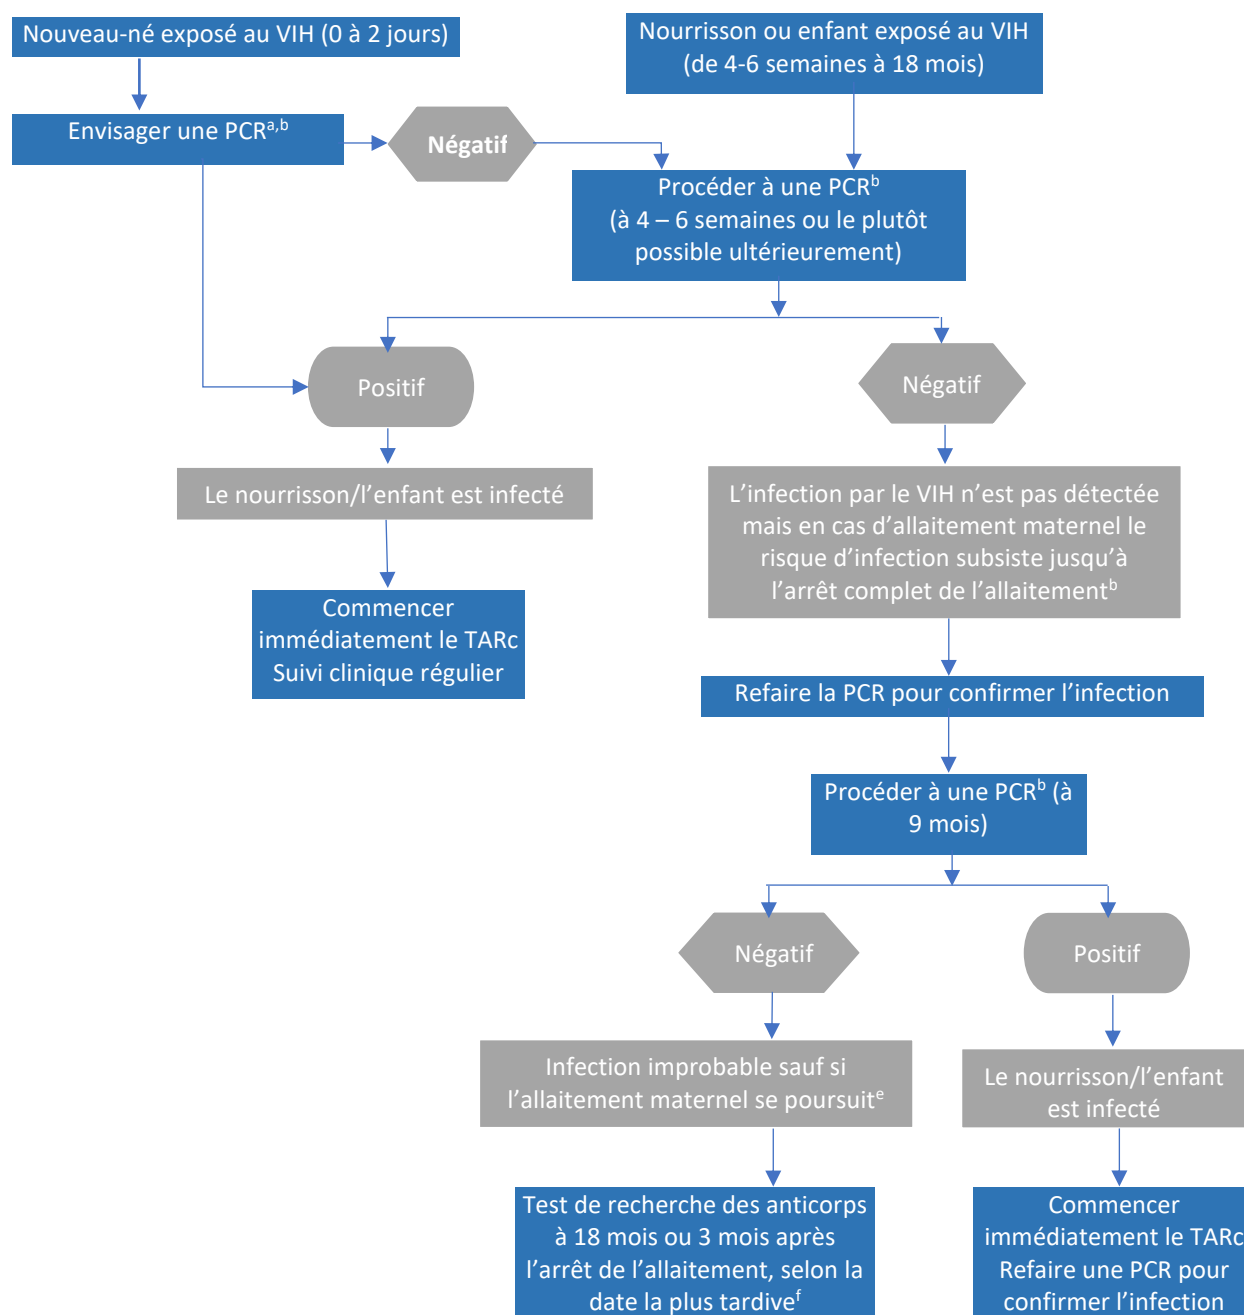 Nouveau-né exposé au VIH (0 à 2 jours)
Nourrisson ou enfant exposé au VIH
(de 4-6 semaines à 18 mois)
Envisager une PCRa,b
Négatif
Procéder à une PCRb
(à 4 – 6 semaines ou le plutôt
possible ultérieurement)
Positif
Négatif
Le nourrisson/l’enfant est infecté
L’infection par le VIH n’est pas détectée
mais en cas d’allaitement maternel le
risque d’infection subsiste jusqu’à
l’arrêt complet de l’allaitementb
Commencer
immédiatement le TARc
Suivi clinique régulier
Refaire la PCR pour confirmer l’infection
Procéder à une PCRb (à
9 mois)
Négatif
Positif
Infection improbable sauf si
l’allaitement maternel se poursuite
Le nourrisson/l’enfant
est infecté
Test de recherche des anticorps
à 18 mois ou 3 mois après
l’arrêt de l’allaitement, selon la
date la plus tardivef
Commencer
immédiatement le TARc
Refaire une PCR pour
confirmer l’infection